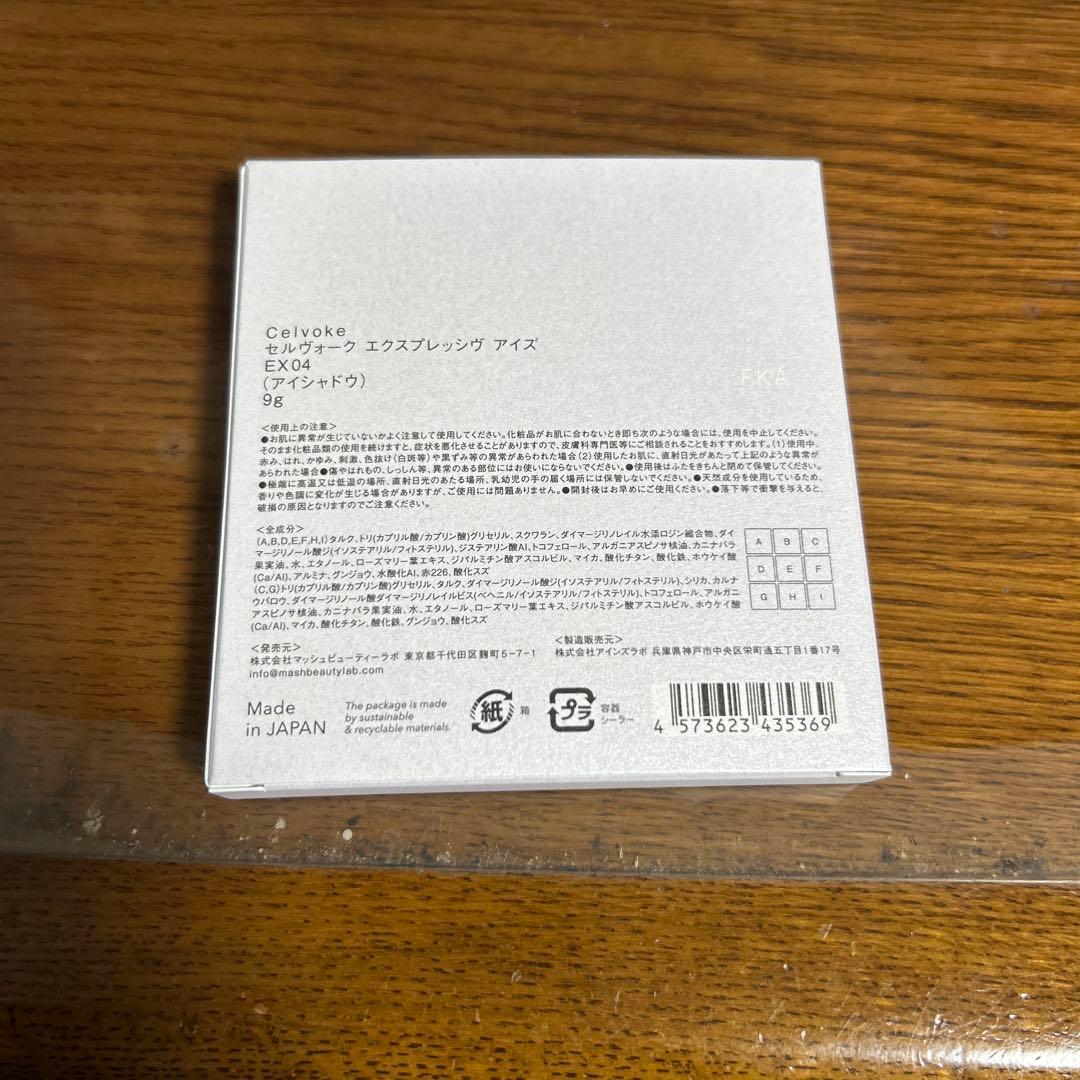 Celvoke
セルヴォーク エクスプレッシヴ アイズ
EX04
(アイシャドウ)
9g
FKA
<使用上の注意>
●お肌に異常が生じていないかよく注意して使用してください。化粧品がお肌に合わないとき即ち次のような場合には、使用を中止してください。
そのまま化粧品類の使用を続けますと、症状を悪化させることがありますので、皮膚科専門医等にご相談されることをおすすめします。(1)使用中、
赤み、はれ、かゆみ、刺激、色抜け(白斑等)や黒ずみ等の異常があらわれた場合(2)使用したお肌に、直射日光があたって上記のような異常が
あらわれた場合●傷やはれもの、しっしん等、異常のある部位にはお使いにならないでください。●使用後はふたをきちんと閉めて保管してください。
●極端に高温又は低温の場所、直射日光のあたる場所、乳幼児の手の届く場所には保管しないでください。●天然成分を使用しているため、
香りや色調に変化が生じる場合がありますが、ご使用には問題ありません。●開封後はお早めにご使用ください。●落下等で衝撃を与えると、
破損の原因となりますのでご注意ください。
<全成分>
(A,B,D,E,F,H,I)タルク、トリ(カプリル酸/カプリン酸)グリセリル、スクワラン、ダイマージリノレイル水添ロジン縮合物、ダイ
マージリノール酸ジ(イソステアリル/フィトステリル)、ジステアリン酸Al、トコフェロール、アルガニアスピノサ核油、カニナバラ
果実油、水、エタノール、ローズマリー葉エキス、ジパルミチン酸アスコルビル、マイカ、酸化チタン、酸化鉄、ホウケイ酸
(Ca/Al)、アルミナ、グンジョウ、水酸化Al、赤226、酸化スズ
(C,G)トリ(カプリル酸/カプリン酸)グリセリル、タルク、ダイマージリノール酸ジ(イソステアリル/フィトステリル)、シリカ、カルナ
ウバロウ、ダイマージリノール酸ダイマージリノレイルビス(ベヘニル/イソステアリル/フィトステリル)、トコフェロール、アルガニ
アスピノサ核油、カニナバラ果実油、水、エタノール、ローズマリー葉エキス、ジパルミチン酸アスコルビル、ホウケイ酸
(Ca/Al)、マイカ、酸化チタン、酸化鉄、グンジョウ、酸化スズ
A B C
D E F
G H I
<発売元>
株式会社マッシュビューティーラボ 東京都千代田区麹町5-7-1
info@mashbeautylab.com
<製造販売元>
株式会社アインズラボ 兵庫県神戸市中央区栄町通五丁目1番17号
Made
in JAPAN
The package is made
by sustainable
& recyclable materials.
紙 箱
プラ 容器
シーラー
4 573623 435369